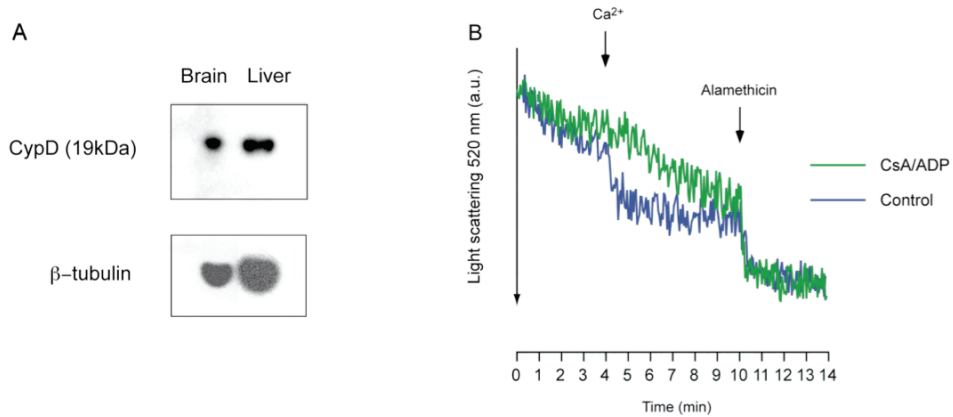 A
Brain Liver
CypD (19kDa)
β−tubulin
B
Ca²⁺
Alamethicin
Light scattering 520 nm (a.u.)
CsA/ADP
Control
0 1 2 3 4 5 6 7 8 9 10 11 12 13 14
Time (min)